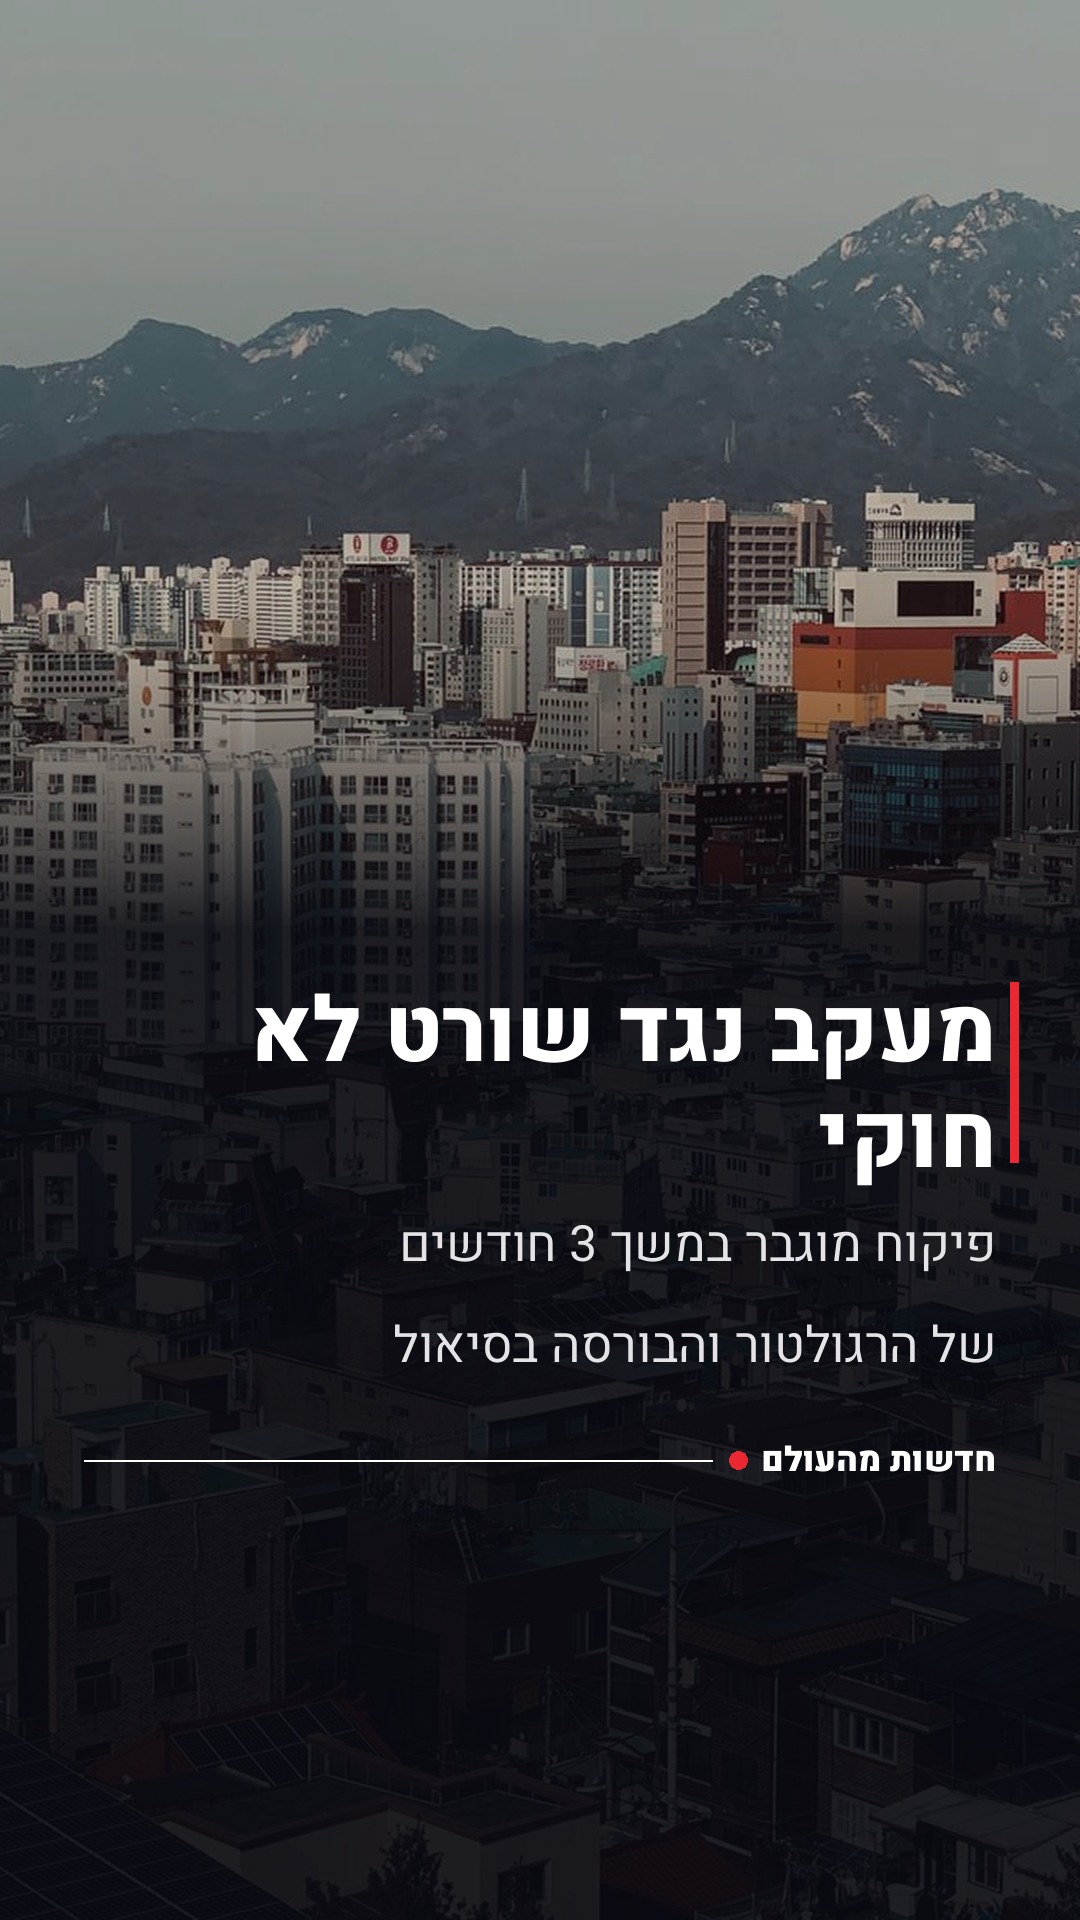 מעקב נגד שורט לא
חוקי
פיקוח מוגבר במשך 3 חודשים
של הרגולטור והבורסה בסיאול
חדשות מהעולם